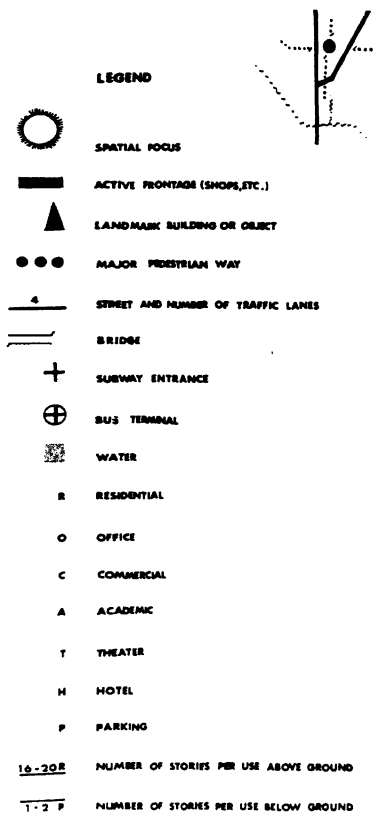 LEGEND
SPATIAL FOCUS
ACTIVE FRONTAGE (SHOPS, ETC.)
LANDMARK BUILDING OR OBJECT
MAJOR PEDESTRIAN WAY
4 STREET AND NUMBER OF TRAFFIC LANES
BRIDGE
SUBWAY ENTRANCE
BUS TERMINAL
WATER
R RESIDENTIAL
O OFFICE
C COMMERCIAL
A ACADEMIC
T THEATER
H HOTEL
P PARKING
16-20R NUMBER OF STORIES PER USE ABOVE GROUND
1-2 P NUMBER OF STORIES PER USE BELOW GROUND